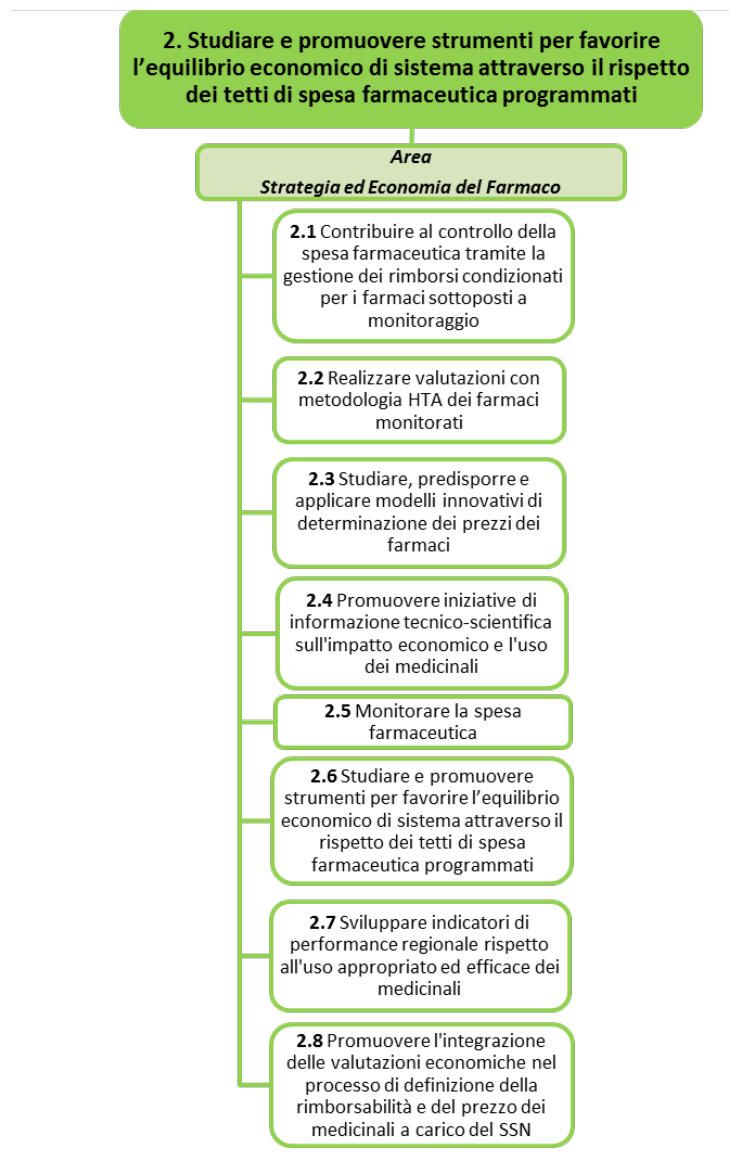 2. Studiare e promuovere strumenti per favorire
l’equilibrio economico di sistema attraverso il rispetto
dei tetti di spesa farmaceutica programmati
Area
Strategia ed Economia del Farmaco
2.1 Contribuire al controllo della
spesa farmaceutica tramite la
gestione dei rimborsi condizionati
per i farmaci sottoposti a
monitoraggio
2.2 Realizzare valutazioni con
metodologia HTA dei farmaci
monitorati
2.3 Studiare, predisporre e
applicare modelli innovativi di
determinazione dei prezzi dei
farmaci
2.4 Promuovere iniziative di
informazione tecnico-scientifica
sull'impatto economico e l'uso
dei medicinali
2.5 Monitorare la spesa
farmaceutica
2.6 Studiare e promuovere
strumenti per favorire l’equilibrio
economico di sistema attraverso il
rispetto dei tetti di spesa
farmaceutica programmati
2.7 Sviluppare indicatori di
performance regionale rispetto
all'uso appropriato ed efficace dei
medicinali
2.8 Promuovere l'integrazione
delle valutazioni economiche nel
processo di definizione della
rimborsabilità e del prezzo dei
medicinali a carico del SSN